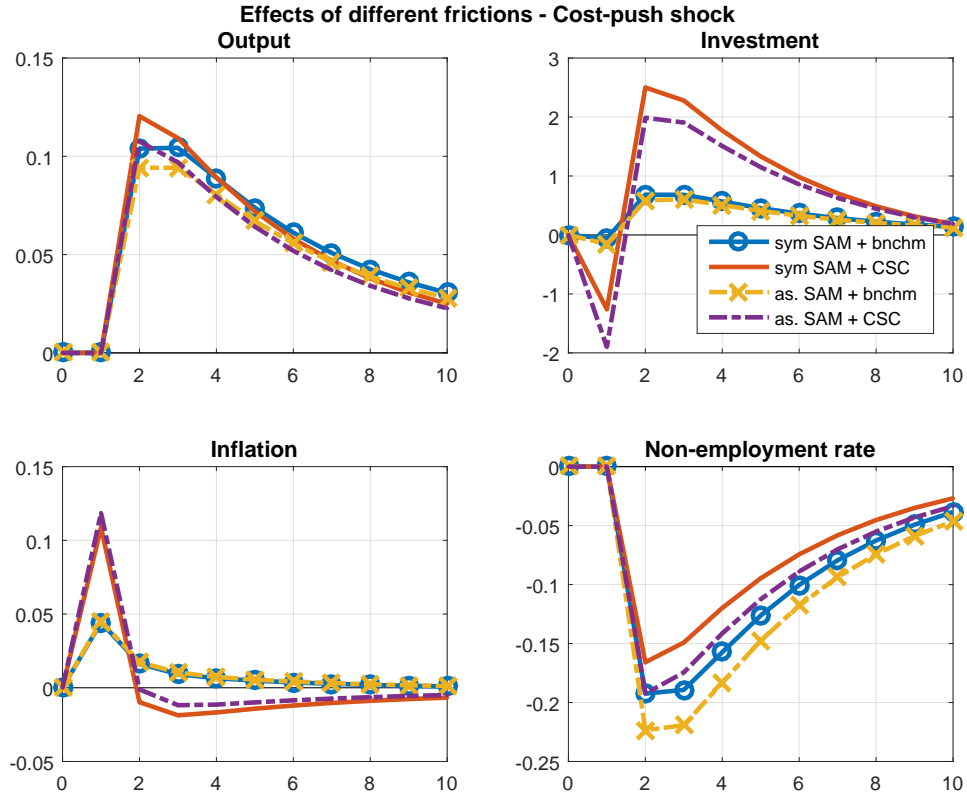 Effects of different frictions - Cost-push shock
Output
0.15
0.1
0.05
0
0 2 4 6 8 10
Investment
3
2
1
0
-1
-2
0 2 4 6 8 10
sym SAM + bnchm
sym SAM + CSC
as. SAM + bnchm
as. SAM + CSC
Inflation
0.15
0.1
0.05
0
-0.05
0 2 4 6 8 10
Non-employment rate
0
-0.05
-0.1
-0.15
-0.2
-0.25
0 2 4 6 8 10